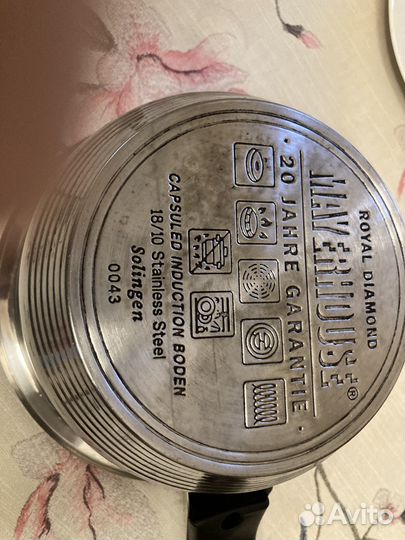 ROYAL DIAMOND
MAYERHOUSE®
· 20 JAHRE GARANTIE ·
CAPSULED INDUCTION BODEN
18/10 Stainless Steel
Solingen
0043
Avito